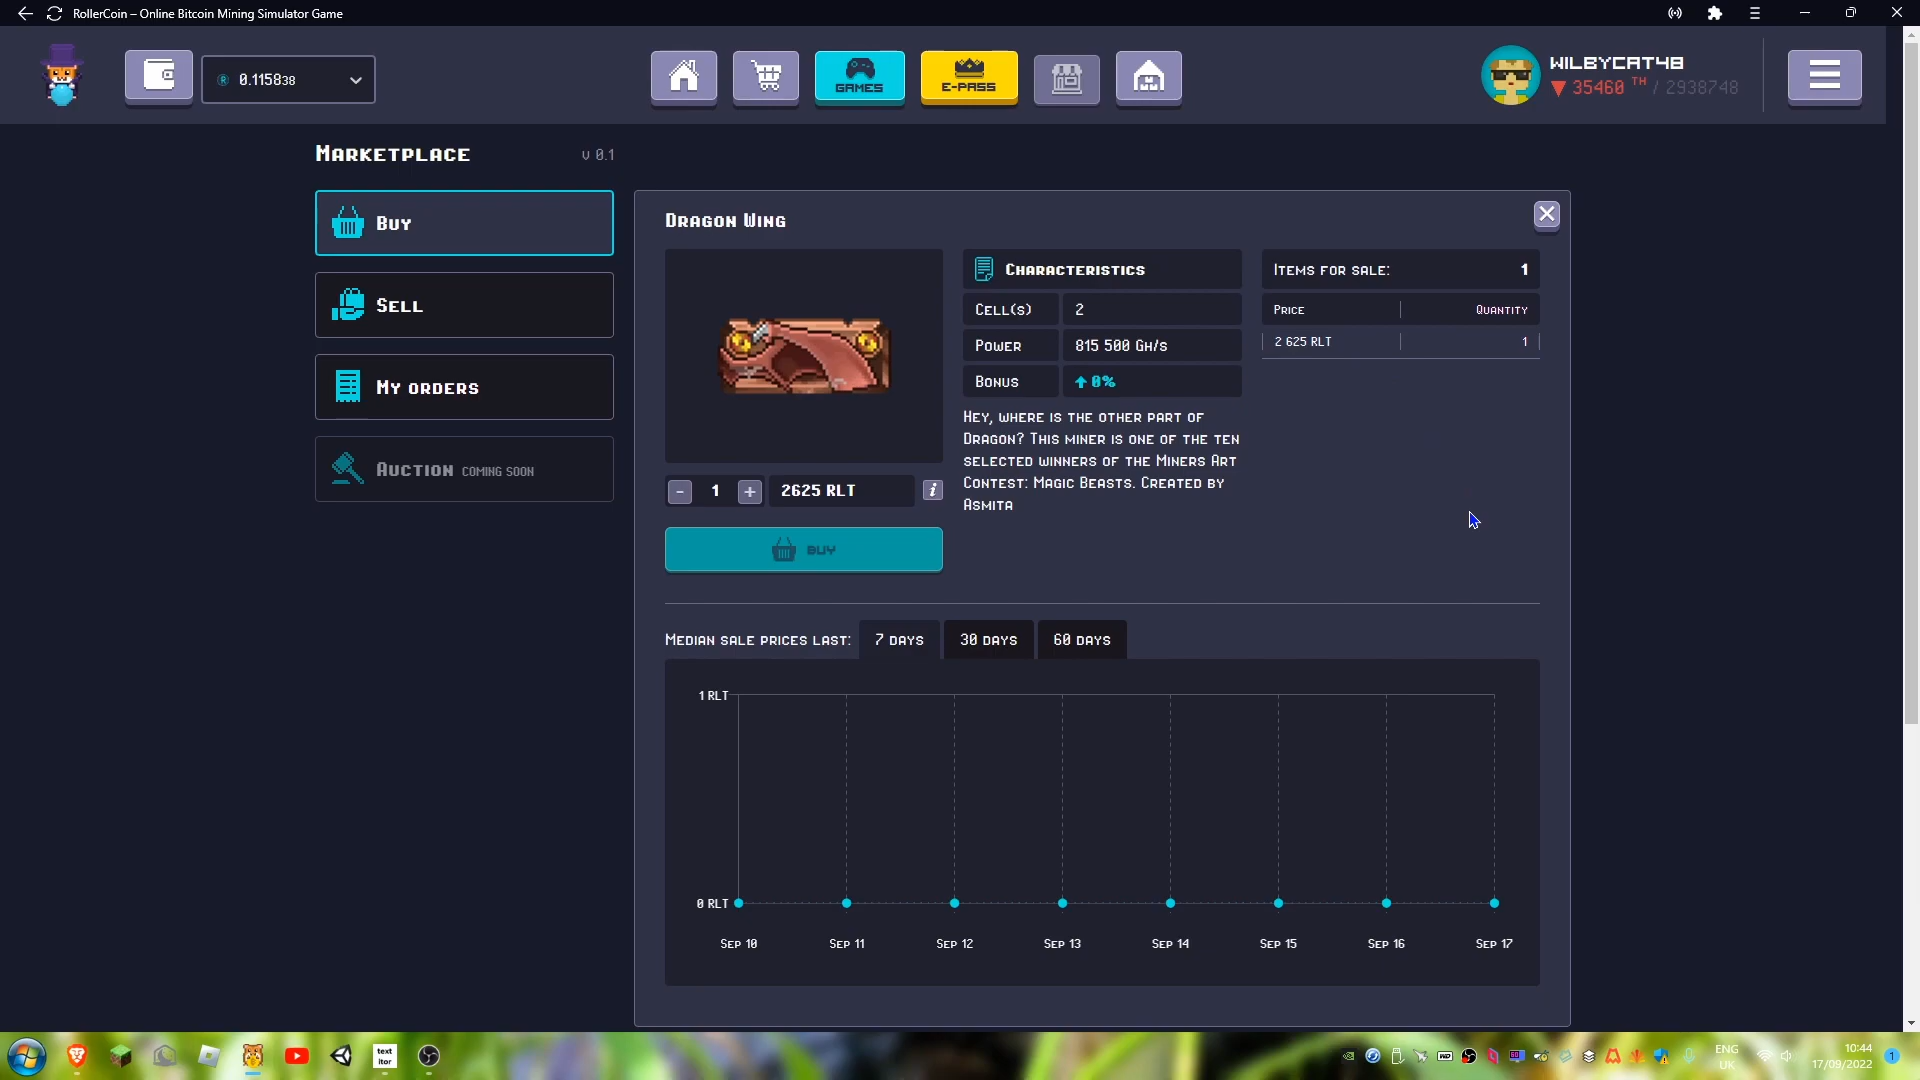 RollerCoin – Online Bitcoin Mining Simulator Game
0.115838
GAMES
E-PASS
WILBYCAT48
35460 TH / 2938748
Marketplace
v 0.1
Buy
Sell
My orders
Auction coming soon
Dragon Wing
Characteristics
Cell(s) 2
Power 815 500 Gh/s
Bonus 0%
Hey, where is the other part of
Dragon? This miner is one of the ten
selected winners of the Miners Art
Contest: Magic Beasts. Created by
Asmita
Items for sale: 1
Price Quantity
2 625 RLT 1
- 1 + 2625 RLT i
BUY
Median sale prices last: 7 days 30 days 60 days
1 RLT
0 RLT
Sep 10 Sep 11 Sep 12 Sep 13 Sep 14 Sep 15 Sep 16 Sep 17
text
itor
ENG
UK
10:44
17/09/2022
1